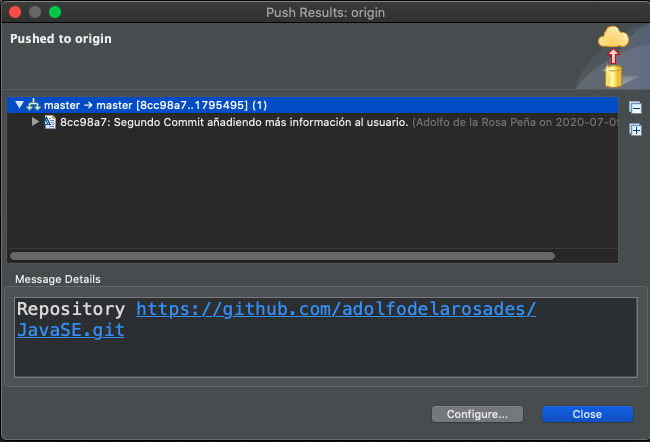 Push Results: origin
Pushed to origin
master → master [8cc98a7..1795495] (1)
8cc98a7: Segundo Commit añadiendo más información al usuario. (Adolfo de la Rosa Peña on 2020-07-09
Message Details
Repository https://github.com/adolfodelarosades/
JavaSE.git
Configure...
Close